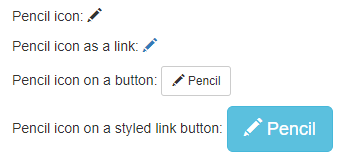 Pencil icon:
Pencil icon as a link:
Pencil icon on a button: Pencil
Pencil icon on a styled link button: Pencil